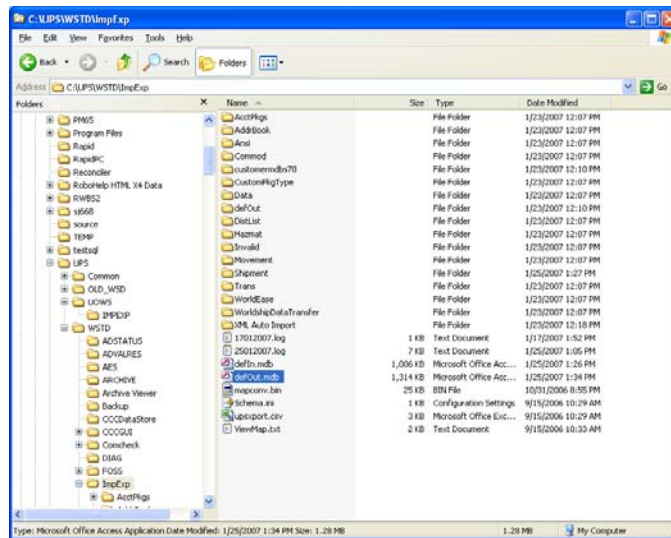 C:\UPS\WSTD\ImpExp
File Edit View Favorites Tools Help
Back Search Folders
Address C:\UPS\WSTD\ImpExp Go
Folders X Name Size Type Date Modified
PM65
Program Files
Rapid
RapidPC
Reconciler
RoboHelp HTML X4 Data
RWBS2
sj668
source
TEMP
testsql
UPS
Common
OLD_WSD
UOWS
IMPEXP
WSTD
ADSTATUS
ADVALRES
AES
ARCHIVE
Archive Viewer
Backup
CCCDataStore
CCCGUI
Comcheck
DIAG
FOSS
ImpExp
AcctPkgs
AcctPkgs File Folder 1/23/2007 12:07 PM
AddrBook File Folder 1/23/2007 12:07 PM
Ansi File Folder 1/23/2007 12:07 PM
Commod File Folder 1/23/2007 12:07 PM
customermdbs70 File Folder 1/23/2007 12:10 PM
CustomPkgType File Folder 1/23/2007 12:07 PM
Data File Folder 1/23/2007 12:07 PM
defOut File Folder 1/23/2007 12:10 PM
DistList File Folder 1/23/2007 12:07 PM
Hazmat File Folder 1/23/2007 12:07 PM
Invalid File Folder 1/23/2007 12:07 PM
Movement File Folder 1/23/2007 12:07 PM
Shipment File Folder 1/25/2007 1:27 PM
Trans File Folder 1/23/2007 12:07 PM
WorldEase File Folder 1/23/2007 12:07 PM
WorldshipDataTransfer File Folder 1/23/2007 12:07 PM
XML Auto Import File Folder 1/23/2007 12:18 PM
17012007.log 1 KB Text Document 1/17/2007 1:52 PM
25012007.log 7 KB Text Document 1/25/2007 1:05 PM
defIn.mdb 1,006 KB Microsoft Office Acc... 1/25/2007 1:26 PM
defOut.mdb 1,314 KB Microsoft Office Acc... 1/25/2007 1:34 PM
mapconv.bin 25 KB BIN File 10/31/2006 8:55 PM
Schema.ini 1 KB Configuration Settings 9/15/2006 10:29 AM
upsxport.csv 3 KB Microsoft Office Exc... 9/15/2006 10:29 AM
ViewMap.txt 2 KB Text Document 9/15/2006 10:33 AM
Type: Microsoft Office Access Application Date Modified: 1/25/2007 1:34 PM Size: 1.28 MB 1.28 MB My Computer